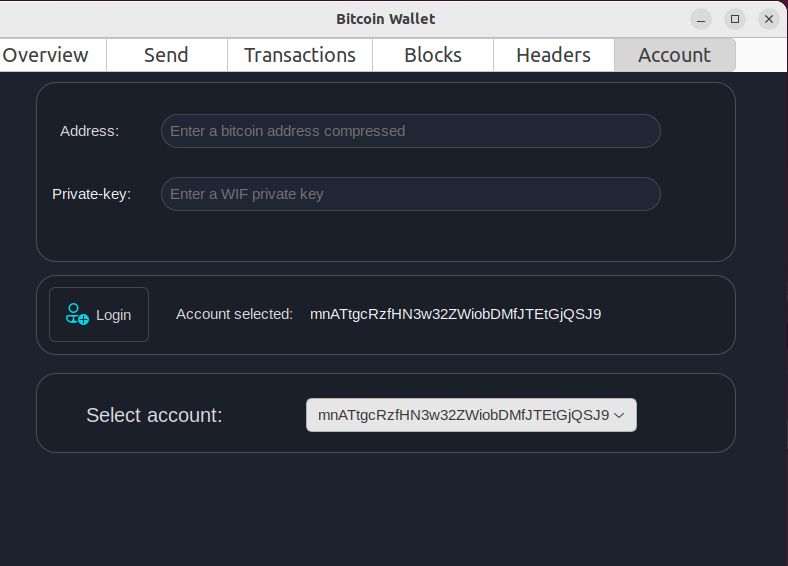 Bitcoin Wallet
Overview Send Transactions Blocks Headers Account
Address: Enter a bitcoin address compressed
Private-key: Enter a WIF private key
Login Account selected: mnATtgcRzfHN3w32ZWiobDMfJTEtGjQSJ9
Select account: mnATtgcRzfHN3w32ZWiobDMfJTEtGjQSJ9